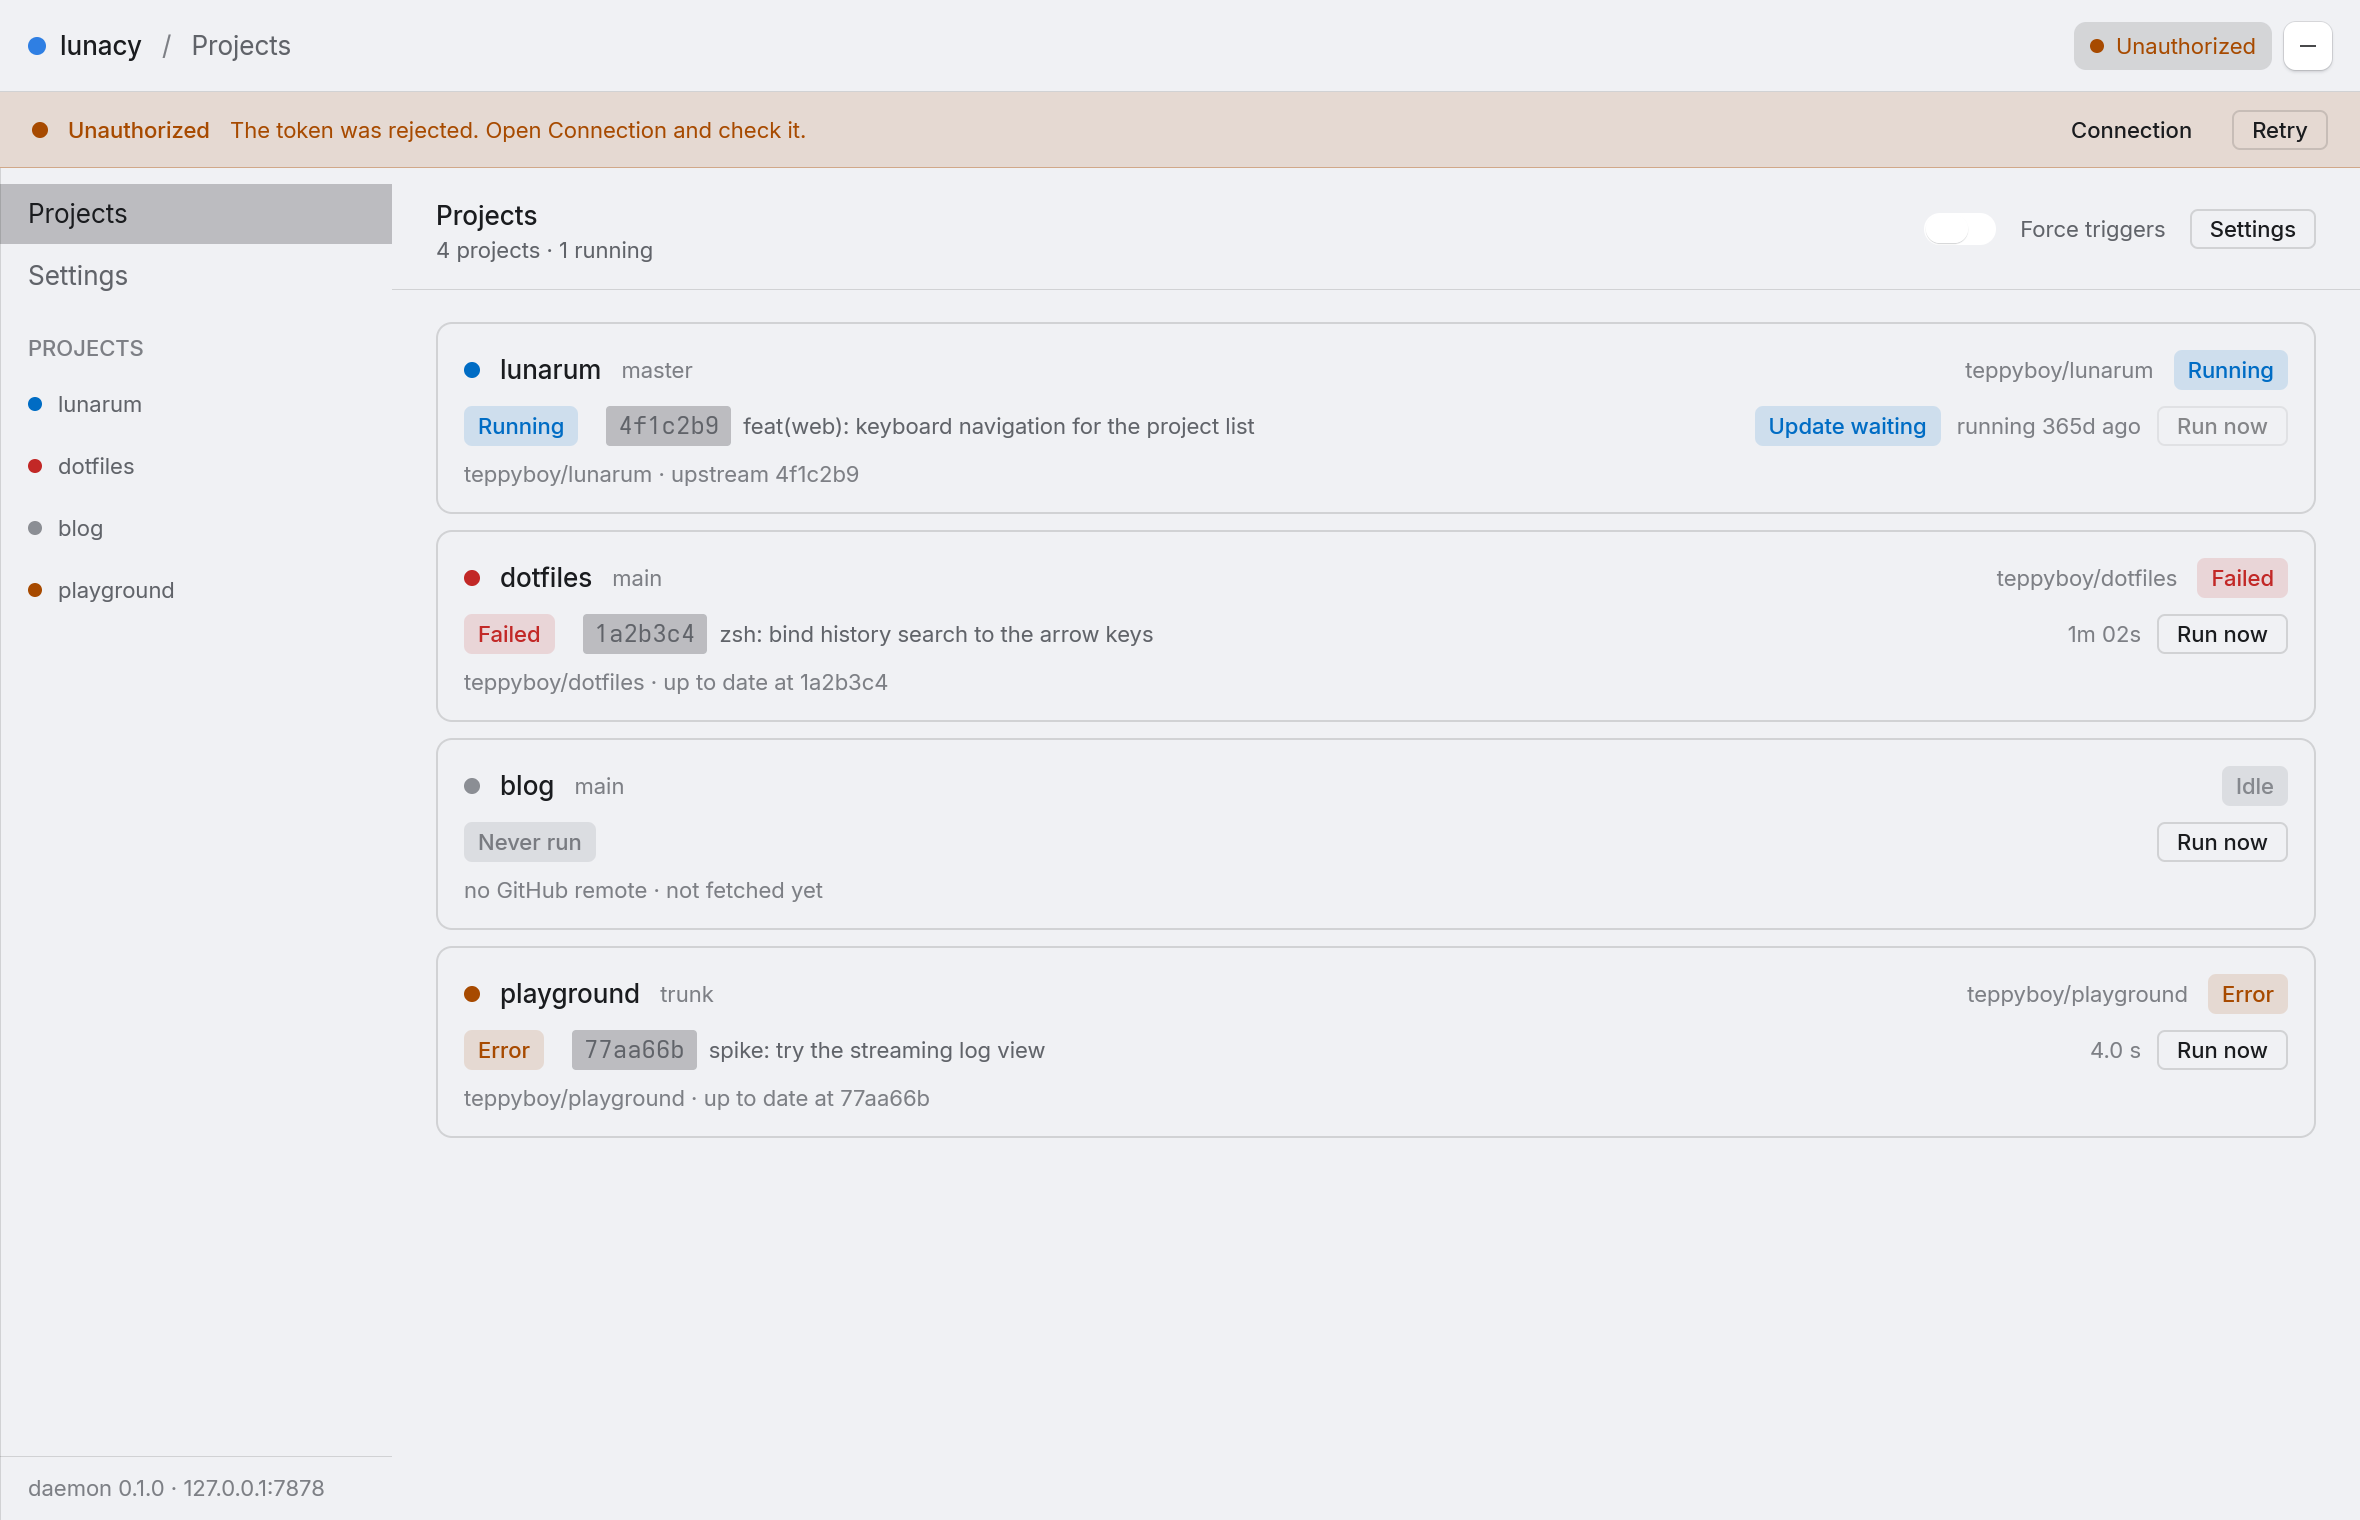 lunacy / Projects
Unauthorized
Unauthorized The token was rejected. Open Connection and check it.
Connection Retry
Projects
Settings
PROJECTS
lunarum
dotfiles
blog
playground
daemon 0.1.0 · 127.0.0.1:7878
Projects
4 projects · 1 running
Force triggers Settings
lunarum master teppyboy/lunarum Running
Running 4f1c2b9 feat(web): keyboard navigation for the project list Update waiting running 365d ago Run now
teppyboy/lunarum · upstream 4f1c2b9
dotfiles main teppyboy/dotfiles Failed
Failed 1a2b3c4 zsh: bind history search to the arrow keys 1m 02s Run now
teppyboy/dotfiles · up to date at 1a2b3c4
blog main Idle
Never run Run now
no GitHub remote · not fetched yet
playground trunk teppyboy/playground Error
Error 77aa66b spike: try the streaming log view 4.0 s Run now
teppyboy/playground · up to date at 77aa66b